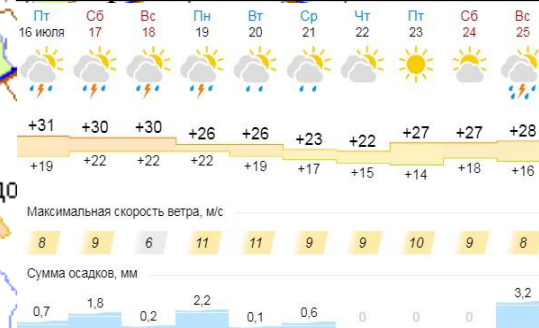 Пт Сб Вс Пн Вт Ср Чт Пт Сб Вс
16 июля 17 18 19 20 21 22 23 24 25
+31 +30 +30 +26 +26 +23 +22 +27 +27 +28
+19 +22 +22 +22 +19 +17 +15 +14 +18 +16
до
Максимальная скорость ветра, м/с
8 9 6 11 11 9 9 10 9 8
Сумма осадков, мм
0,7 1,8 0,2 2,2 0,1 0,6 0 0 0 3,2